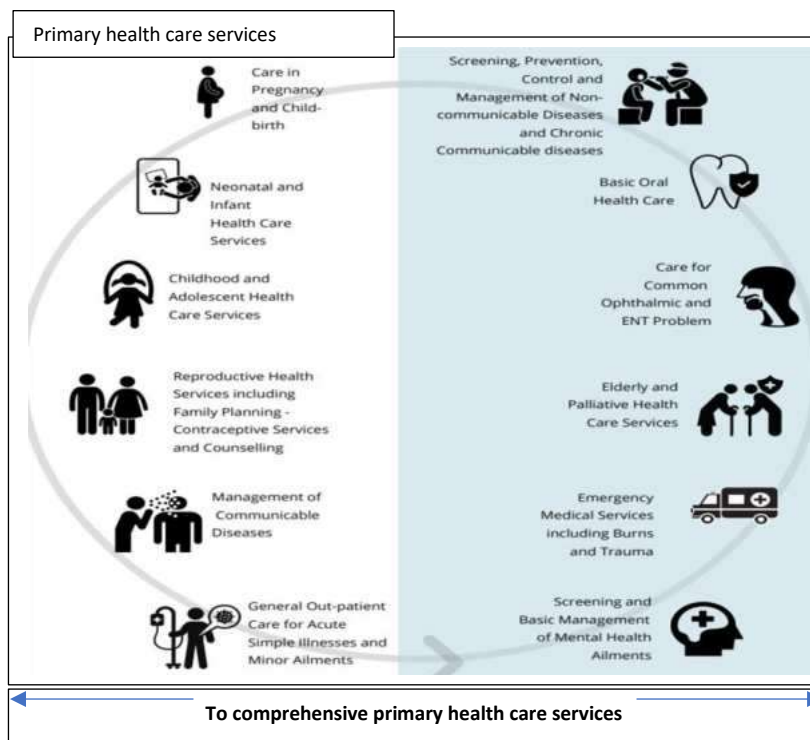 Primary health care services
Care in
Pregnancy
and Child-
birth
Neonatal and
Infant
Health Care
Services
Childhood and
Adolescent Health
Care Services
Reproductive Health
Services including
Family Planning -
Contraceptive Services
and Counselling
Management of
Communicable
Diseases
General Out-patient
Care for Acute
Simple Illnesses and
Minor Ailments
Screening, Prevention,
Control and
Management of Non-
communicable Diseases
and Chronic
Communicable diseases
Basic Oral
Health Care
Care for
Common
Ophthalmic and
ENT Problem
Elderly and
Palliative Health
Care Services
Emergency
Medical Services
including Burns
and Trauma
Screening and
Basic Management
of Mental Health
Ailments
To comprehensive primary health care services